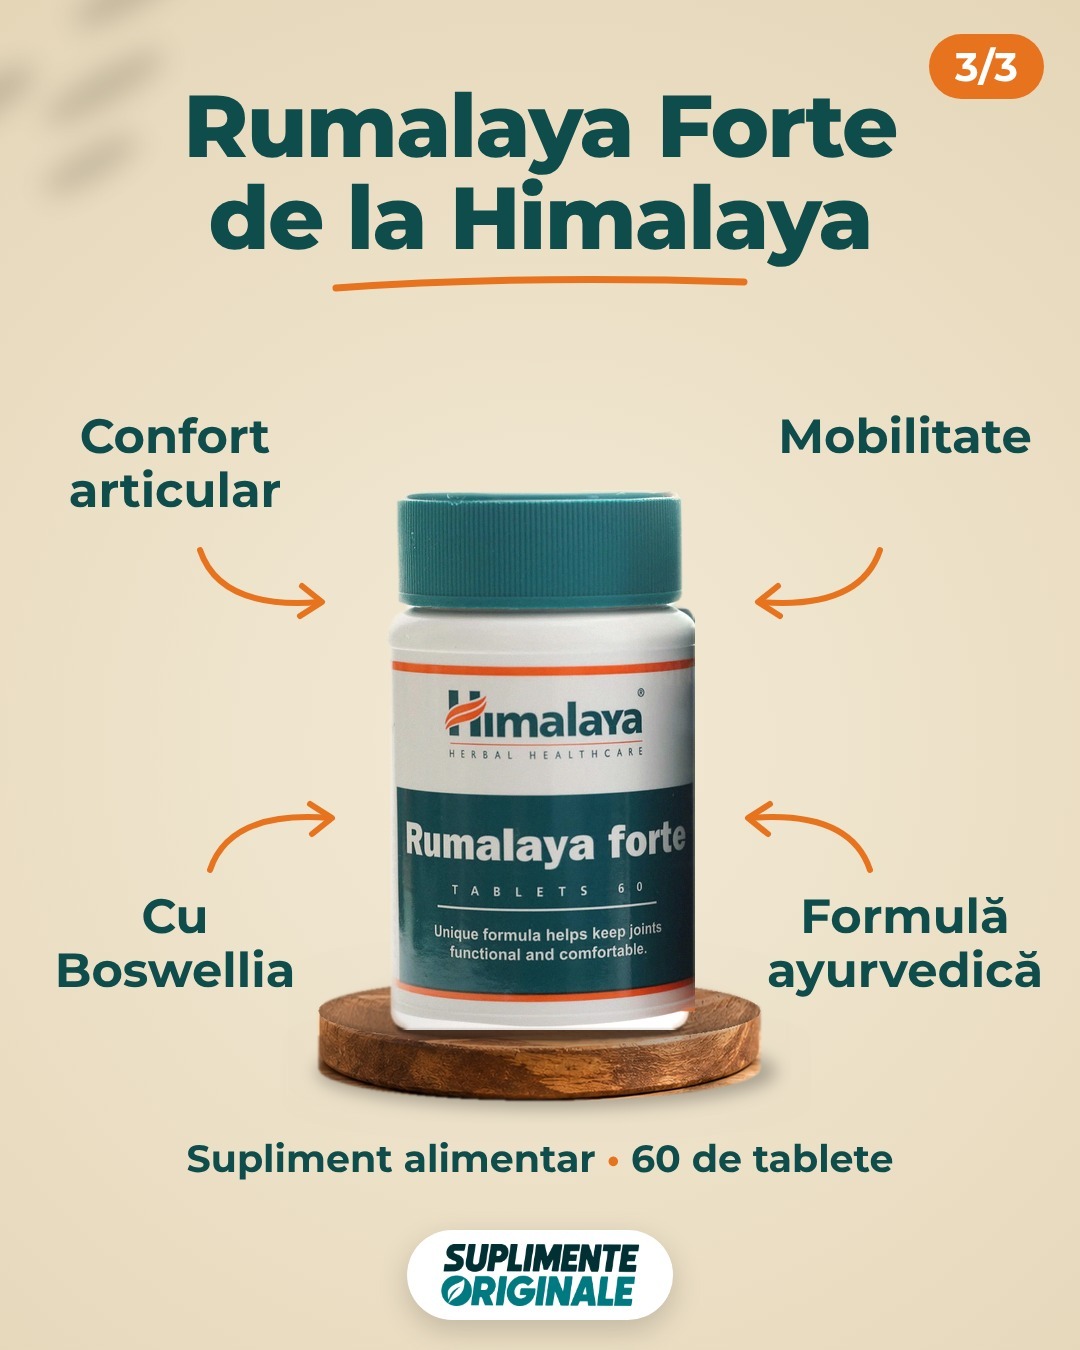 3/3
Rumalaya Forte
de la Himalaya
Confort
articular
Mobilitate
Himalaya®
HERBAL HEALTHCARE
Rumalaya forte
TABLETS 60
Unique formula helps keep joints
functional and comfortable.
Cu
Boswellia
Formulă
ayurvedică
Supliment alimentar • 60 de tablete
SUPLIMENTE
ORIGINALE